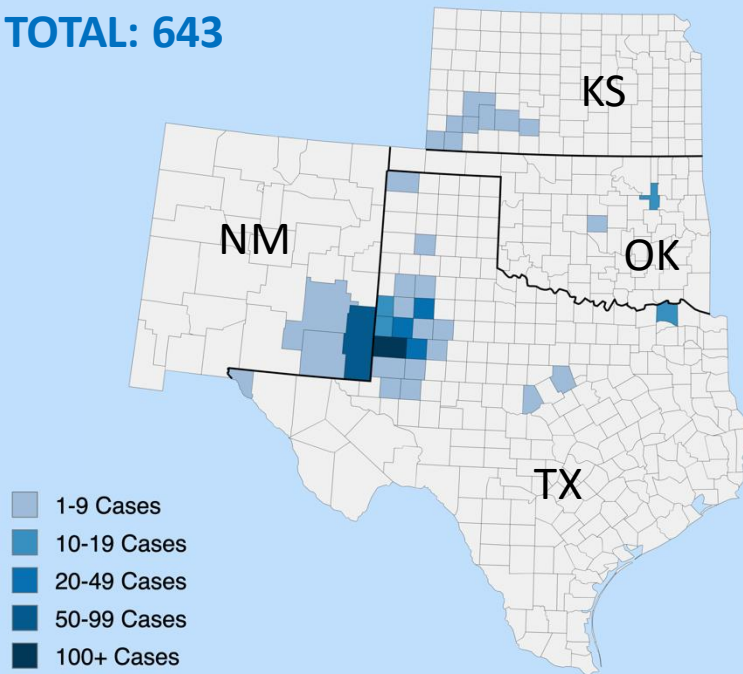 TOTAL: 643
KS
NM
OK
TX
1-9 Cases
10-19 Cases
20-49 Cases
50-99 Cases
100+ Cases